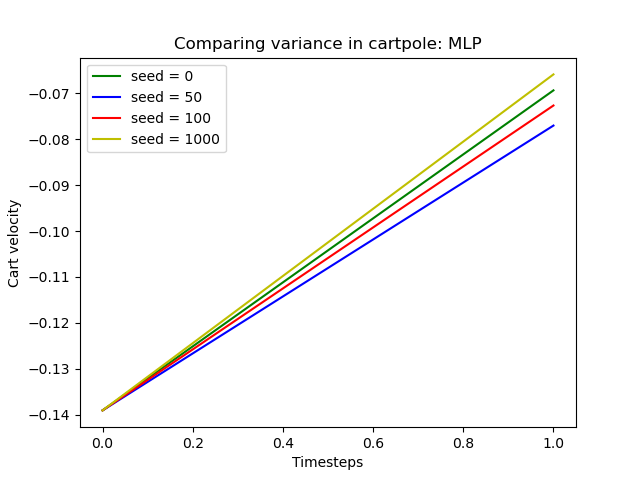 Comparing variance in cartpole: MLP
seed = 0
seed = 50
seed = 100
seed = 1000
−0.07
−0.08
−0.09
−0.10
−0.11
−0.12
−0.13
−0.14
Cart velocity
0.0 0.2 0.4 0.6 0.8 1.0
Timesteps